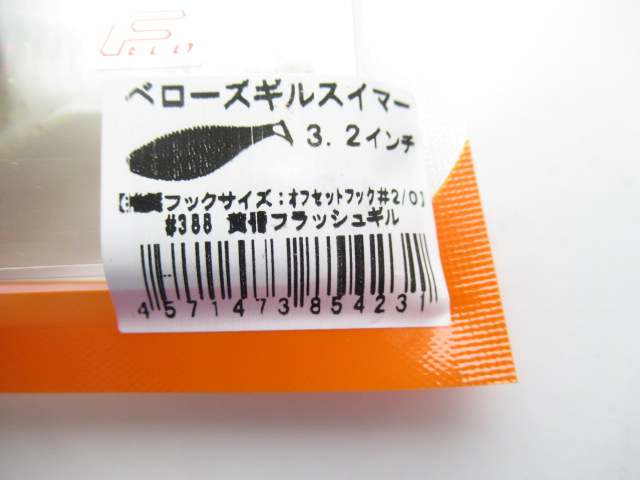 ベローズギルスイマー
3.2インチ
フックサイズ:オフセットフック#2/0】
#388 フラッシュギル
4571473854231